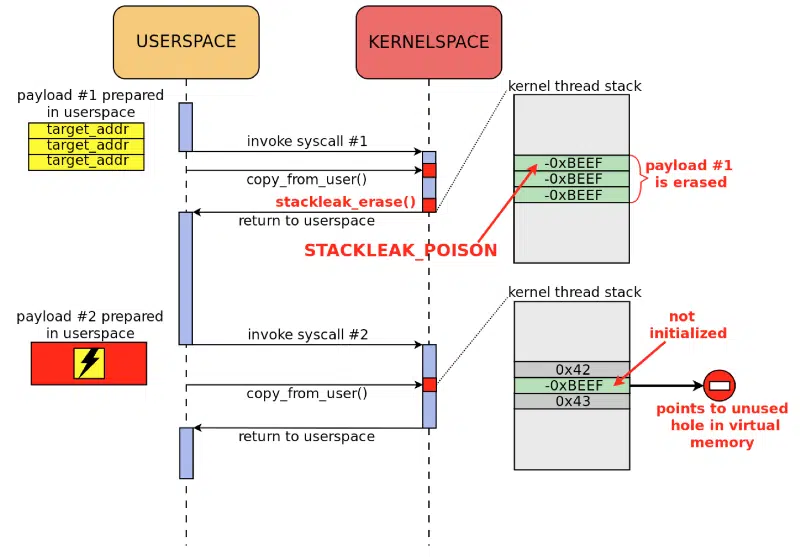 USERSPACE
KERNELSPACE
payload #1 prepared
in userspace
target_addr
target_addr
target_addr
invoke syscall #1
copy_from_user()
stackleak_erase()
return to userspace
kernel thread stack
-0xBEEF
-0xBEEF
-0xBEEF
payload #1
is erased
STACKLEAK_POISON
payload #2 prepared
in userspace
invoke syscall #2
copy_from_user()
return to userspace
kernel thread stack
not
initialized
0x42
-0xBEEF
0x43
points to unused
hole in virtual
memory